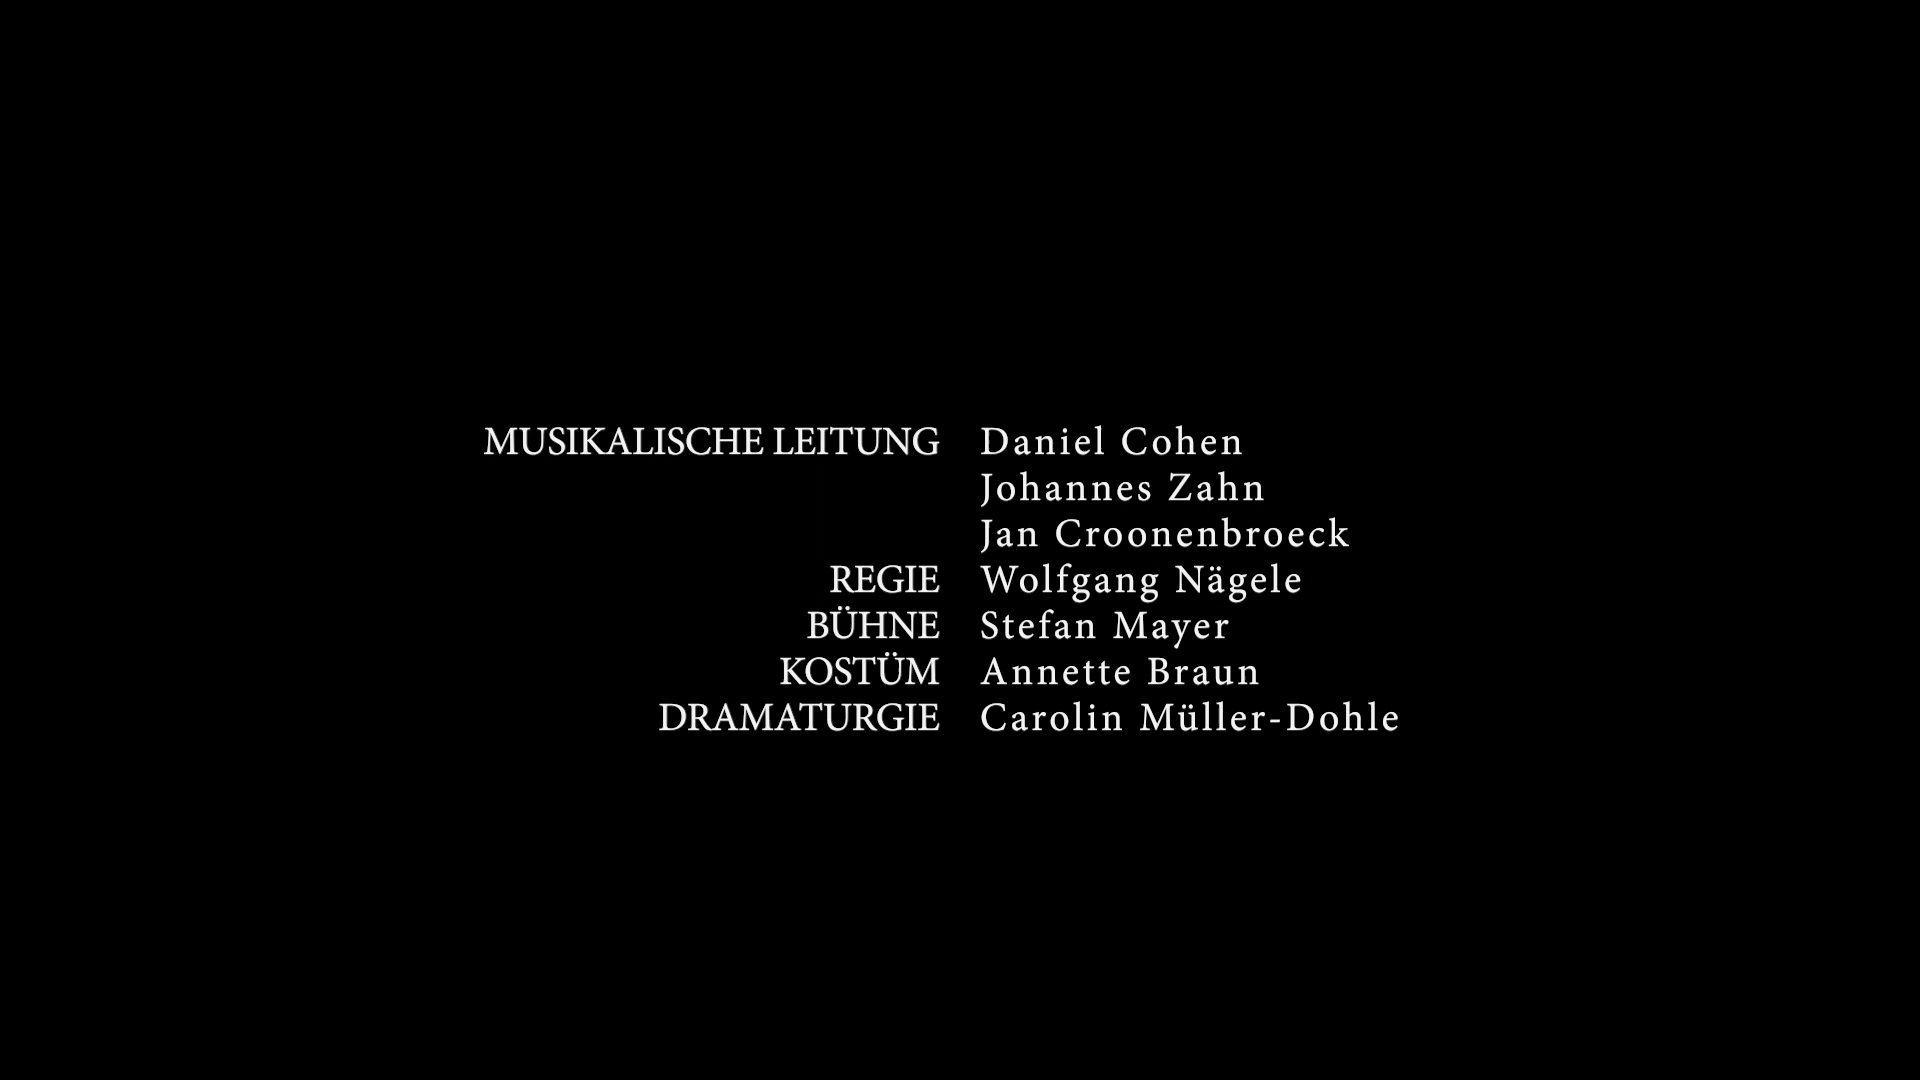 MUSIKALISCHE LEITUNG Daniel Cohen
Johannes Zahn
Jan Croonenbroeck
REGIE Wolfgang Nägele
BÜHNE Stefan Mayer
KOSTÜM Annette Braun
DRAMATURGIE Carolin Müller-Dohle